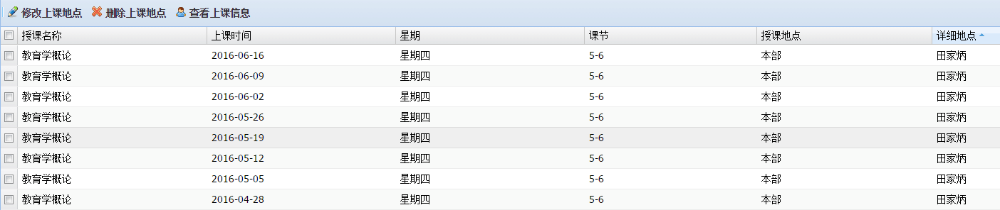 修改上课地点 删除上课地点 查看上课信息
授课名称 上课时间 星期 课节 授课地点 详细地点
教育学概论 2016-06-16 星期四 5-6 本部 田家炳
教育学概论 2016-06-09 星期四 5-6 本部 田家炳
教育学概论 2016-06-02 星期四 5-6 本部 田家炳
教育学概论 2016-05-26 星期四 5-6 本部 田家炳
教育学概论 2016-05-19 星期四 5-6 本部 田家炳
教育学概论 2016-05-12 星期四 5-6 本部 田家炳
教育学概论 2016-05-05 星期四 5-6 本部 田家炳
教育学概论 2016-04-28 星期四 5-6 本部 田家炳